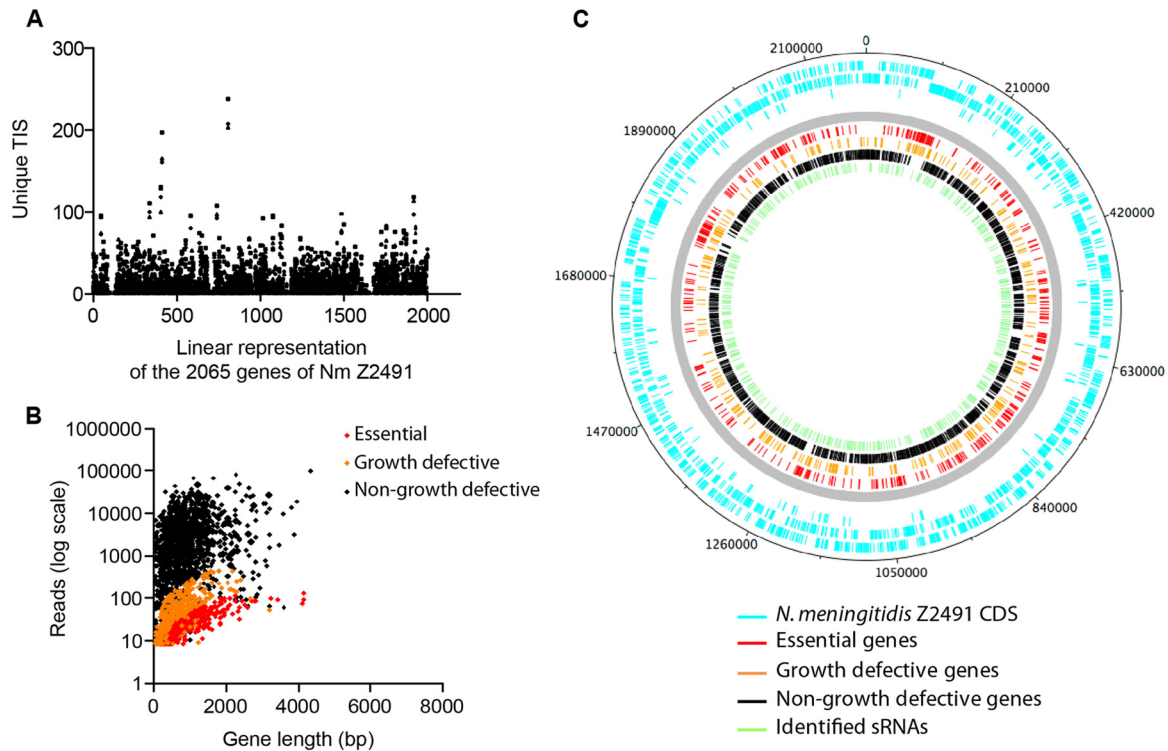 A
300
200
100
0
Unique TIS
0
500
1000
1500
2000
Linear representation
of the 2065 genes of Nm Z2491
B
1000000
100000
10000
1000
100
10
1
Reads (log scale)
0
2000
4000
6000
8000
Gene length (bp)
Essential
Growth defective
Non-growth defective
C
0
210000
420000
630000
840000
1050000
1260000
1470000
1680000
1890000
2100000
N. meningitidis Z2491 CDS
Essential genes
Growth defective genes
Non-growth defective genes
Identified sRNAs